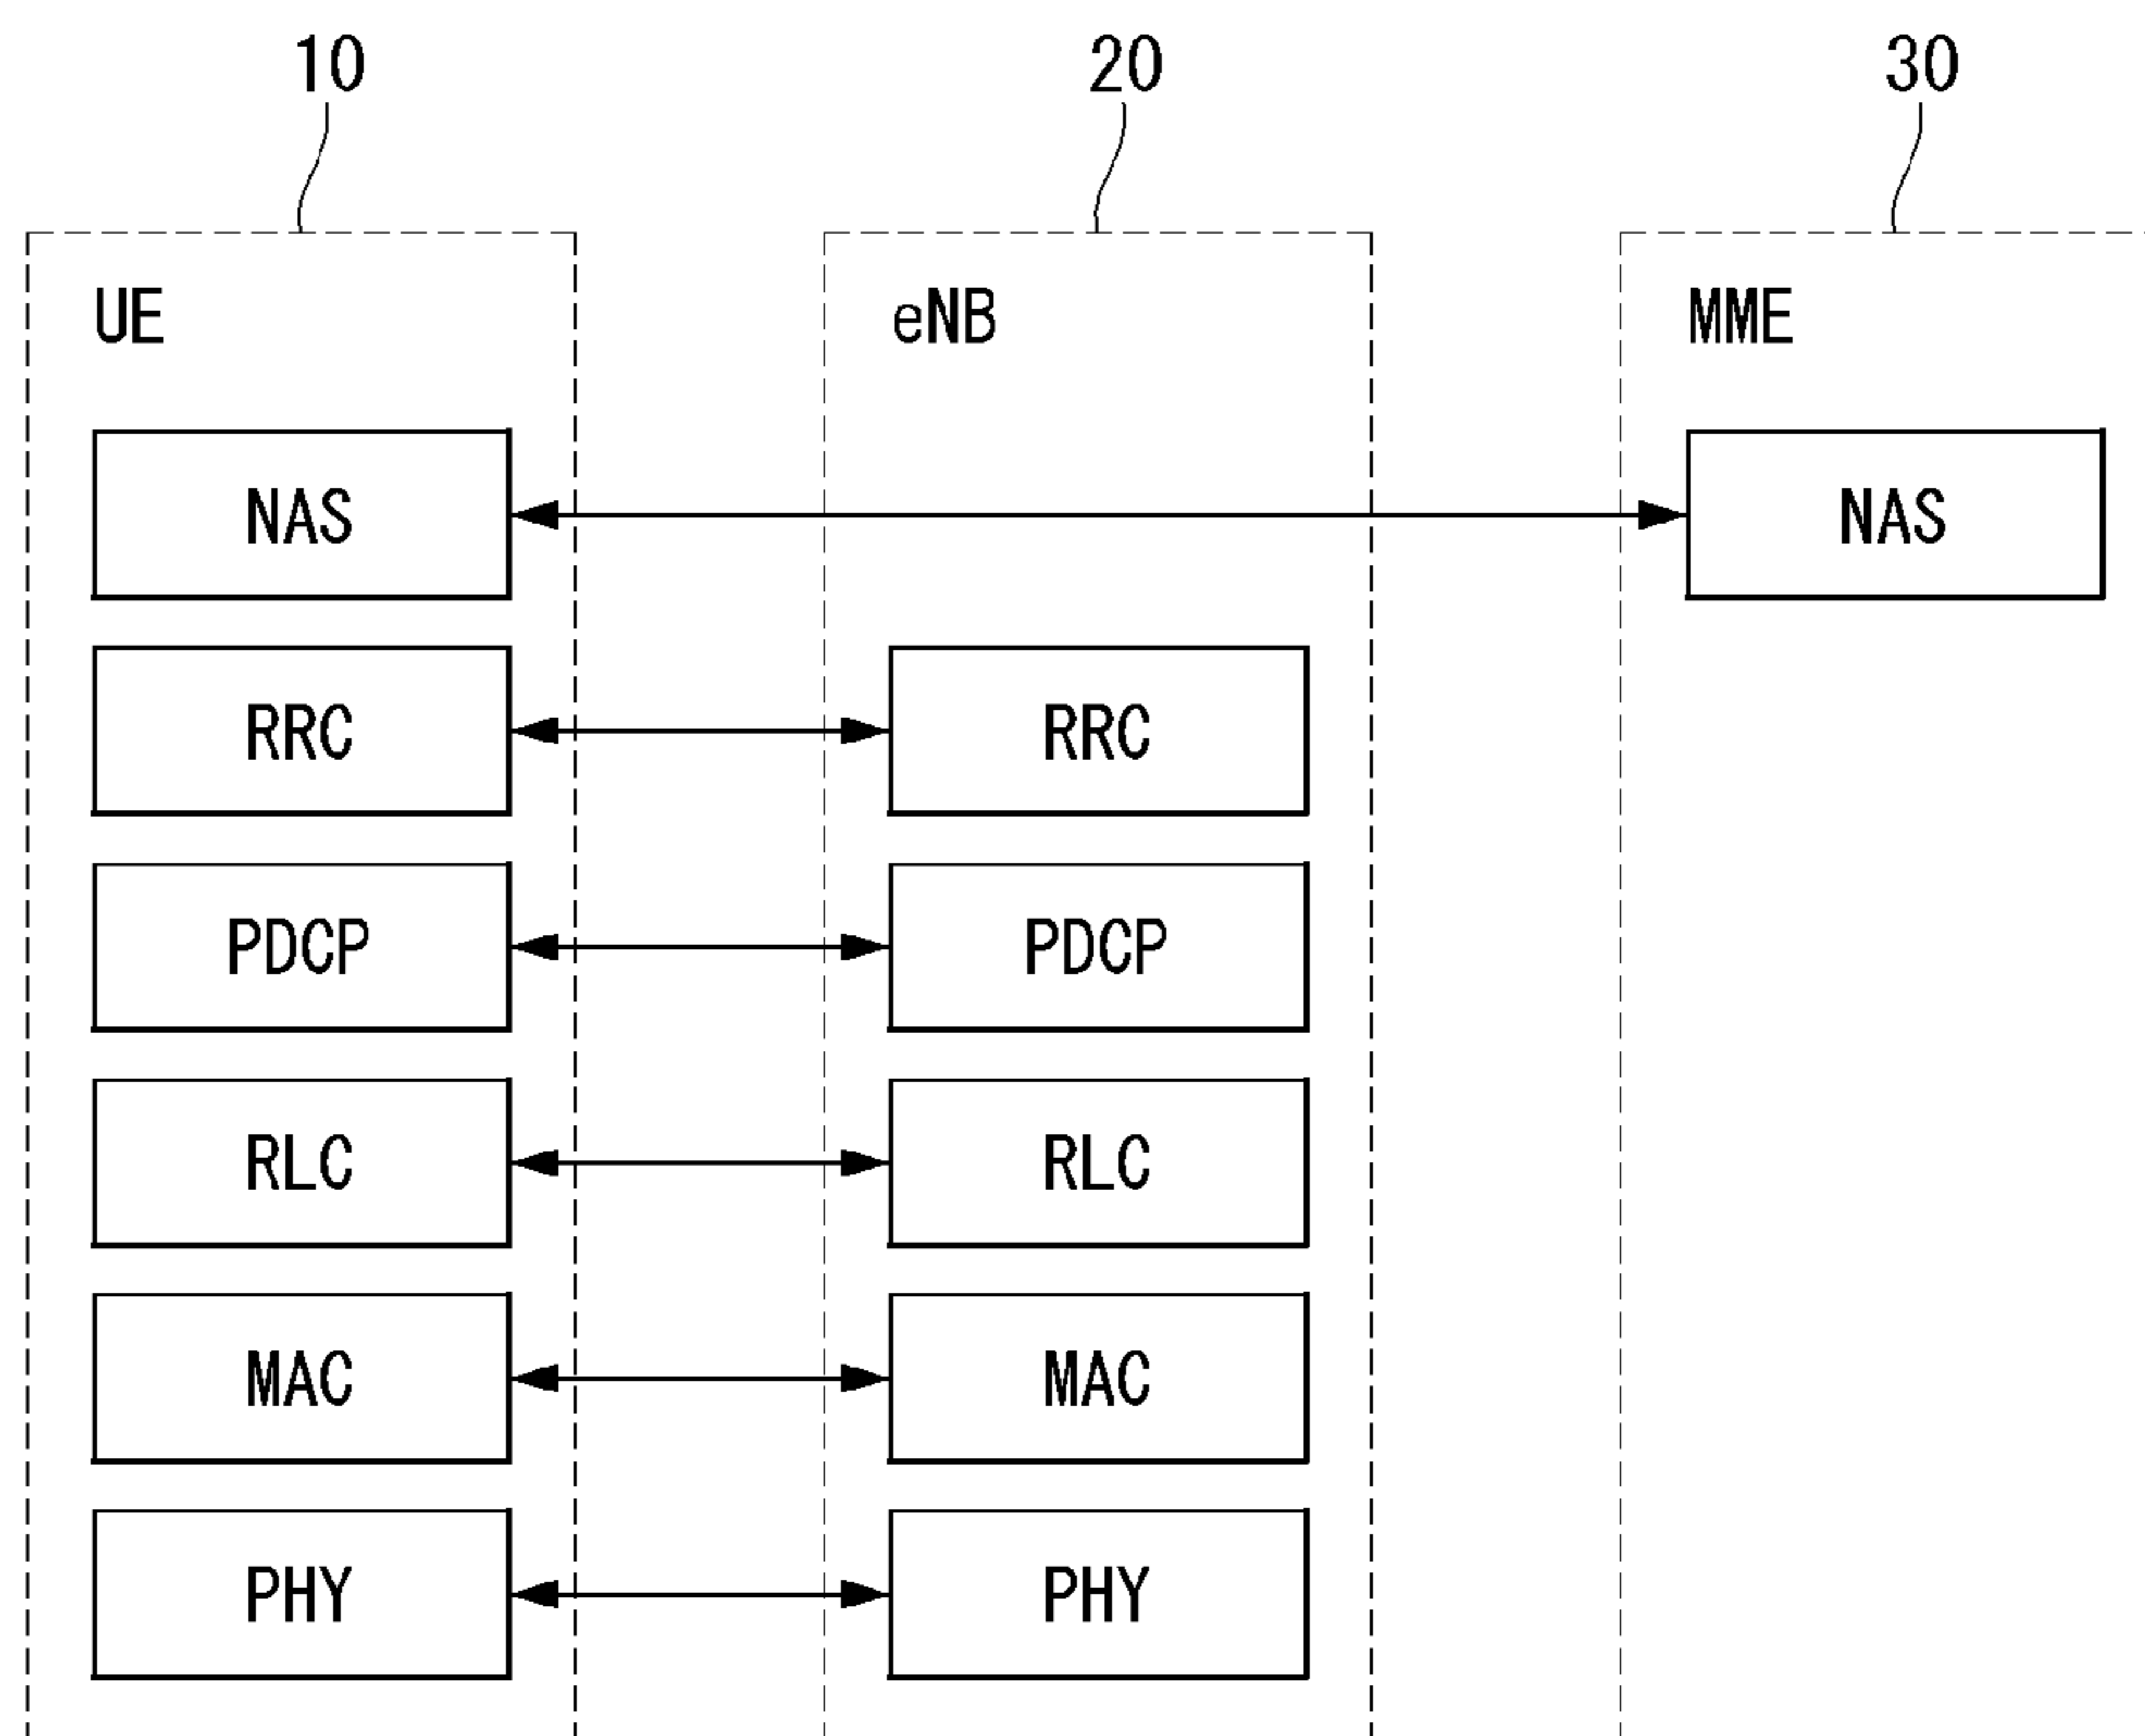 10 20 30
UE eNB MME
NAS NAS
RRC RRC
PDCP PDCP
RLC RLC
MAC MAC
PHY PHY